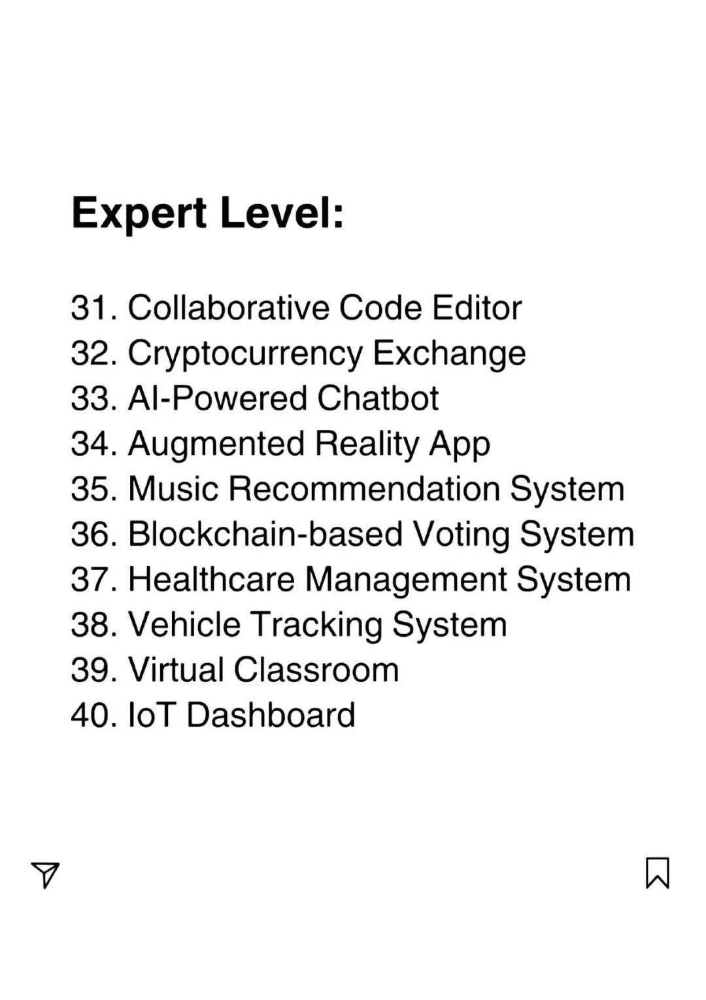 Expert Level:
31. Collaborative Code Editor
32. Cryptocurrency Exchange
33. AI-Powered Chatbot
34. Augmented Reality App
35. Music Recommendation System
36. Blockchain-based Voting System
37. Healthcare Management System
38. Vehicle Tracking System
39. Virtual Classroom
40. IoT Dashboard